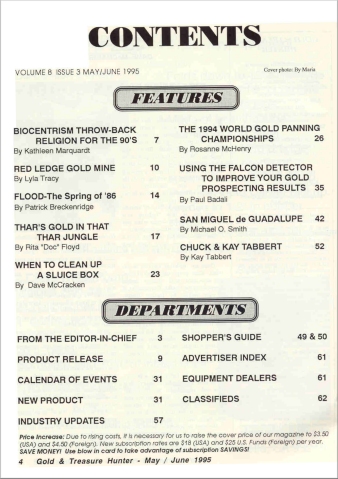 CONTENTS
VOLUME 8 ISSUE 3 MAY/JUNE 1995
Cover photo: By Maris
FEATURES
BIOCENTRISM THROW-BACK
RELIGION FOR THE 90'S 7
By Kathleen Marquardt
RED LEDGE GOLD MINE 10
By Lyla Tracy
FLOOD-The Spring of '86 14
By Patrick Breckenridge
THAR'S GOLD IN THAT
THAR JUNGLE 17
By Rita "Doc" Floyd
WHEN TO CLEAN UP
A SLUICE BOX 23
By Dave McCracken
THE 1994 WORLD GOLD PANNING
CHAMPIONSHIPS 26
By Rosanne McHenry
USING THE FALCON DETECTOR
TO IMPROVE YOUR GOLD
PROSPECTING RESULTS 35
By Paul Badali
SAN MIGUEL de GUADALUPE 42
By Michael O. Smith
CHUCK & KAY TABBERT 52
By Kay Tabbert
DEPARTMENTS
FROM THE EDITOR-IN-CHIEF 3
PRODUCT RELEASE 9
CALENDAR OF EVENTS 31
NEW PRODUCT 31
INDUSTRY UPDATES 57
SHOPPER'S GUIDE 49 & 50
ADVERTISER INDEX 61
EQUIPMENT DEALERS 61
CLASSIFIEDS 62
Price Increase: Due to rising costs, it is necessary for us to raise the cover price of our magazine to $3.50
(USA) and $4.50 (Foreign). New subscription rates are $18 (USA) and $25 U.S. Funds (Foreign) per year.
SAVE MONEY! Use blow in card to take advantage of subscription SAVINGS!
4 Gold & Treasure Hunter - May / June 1995